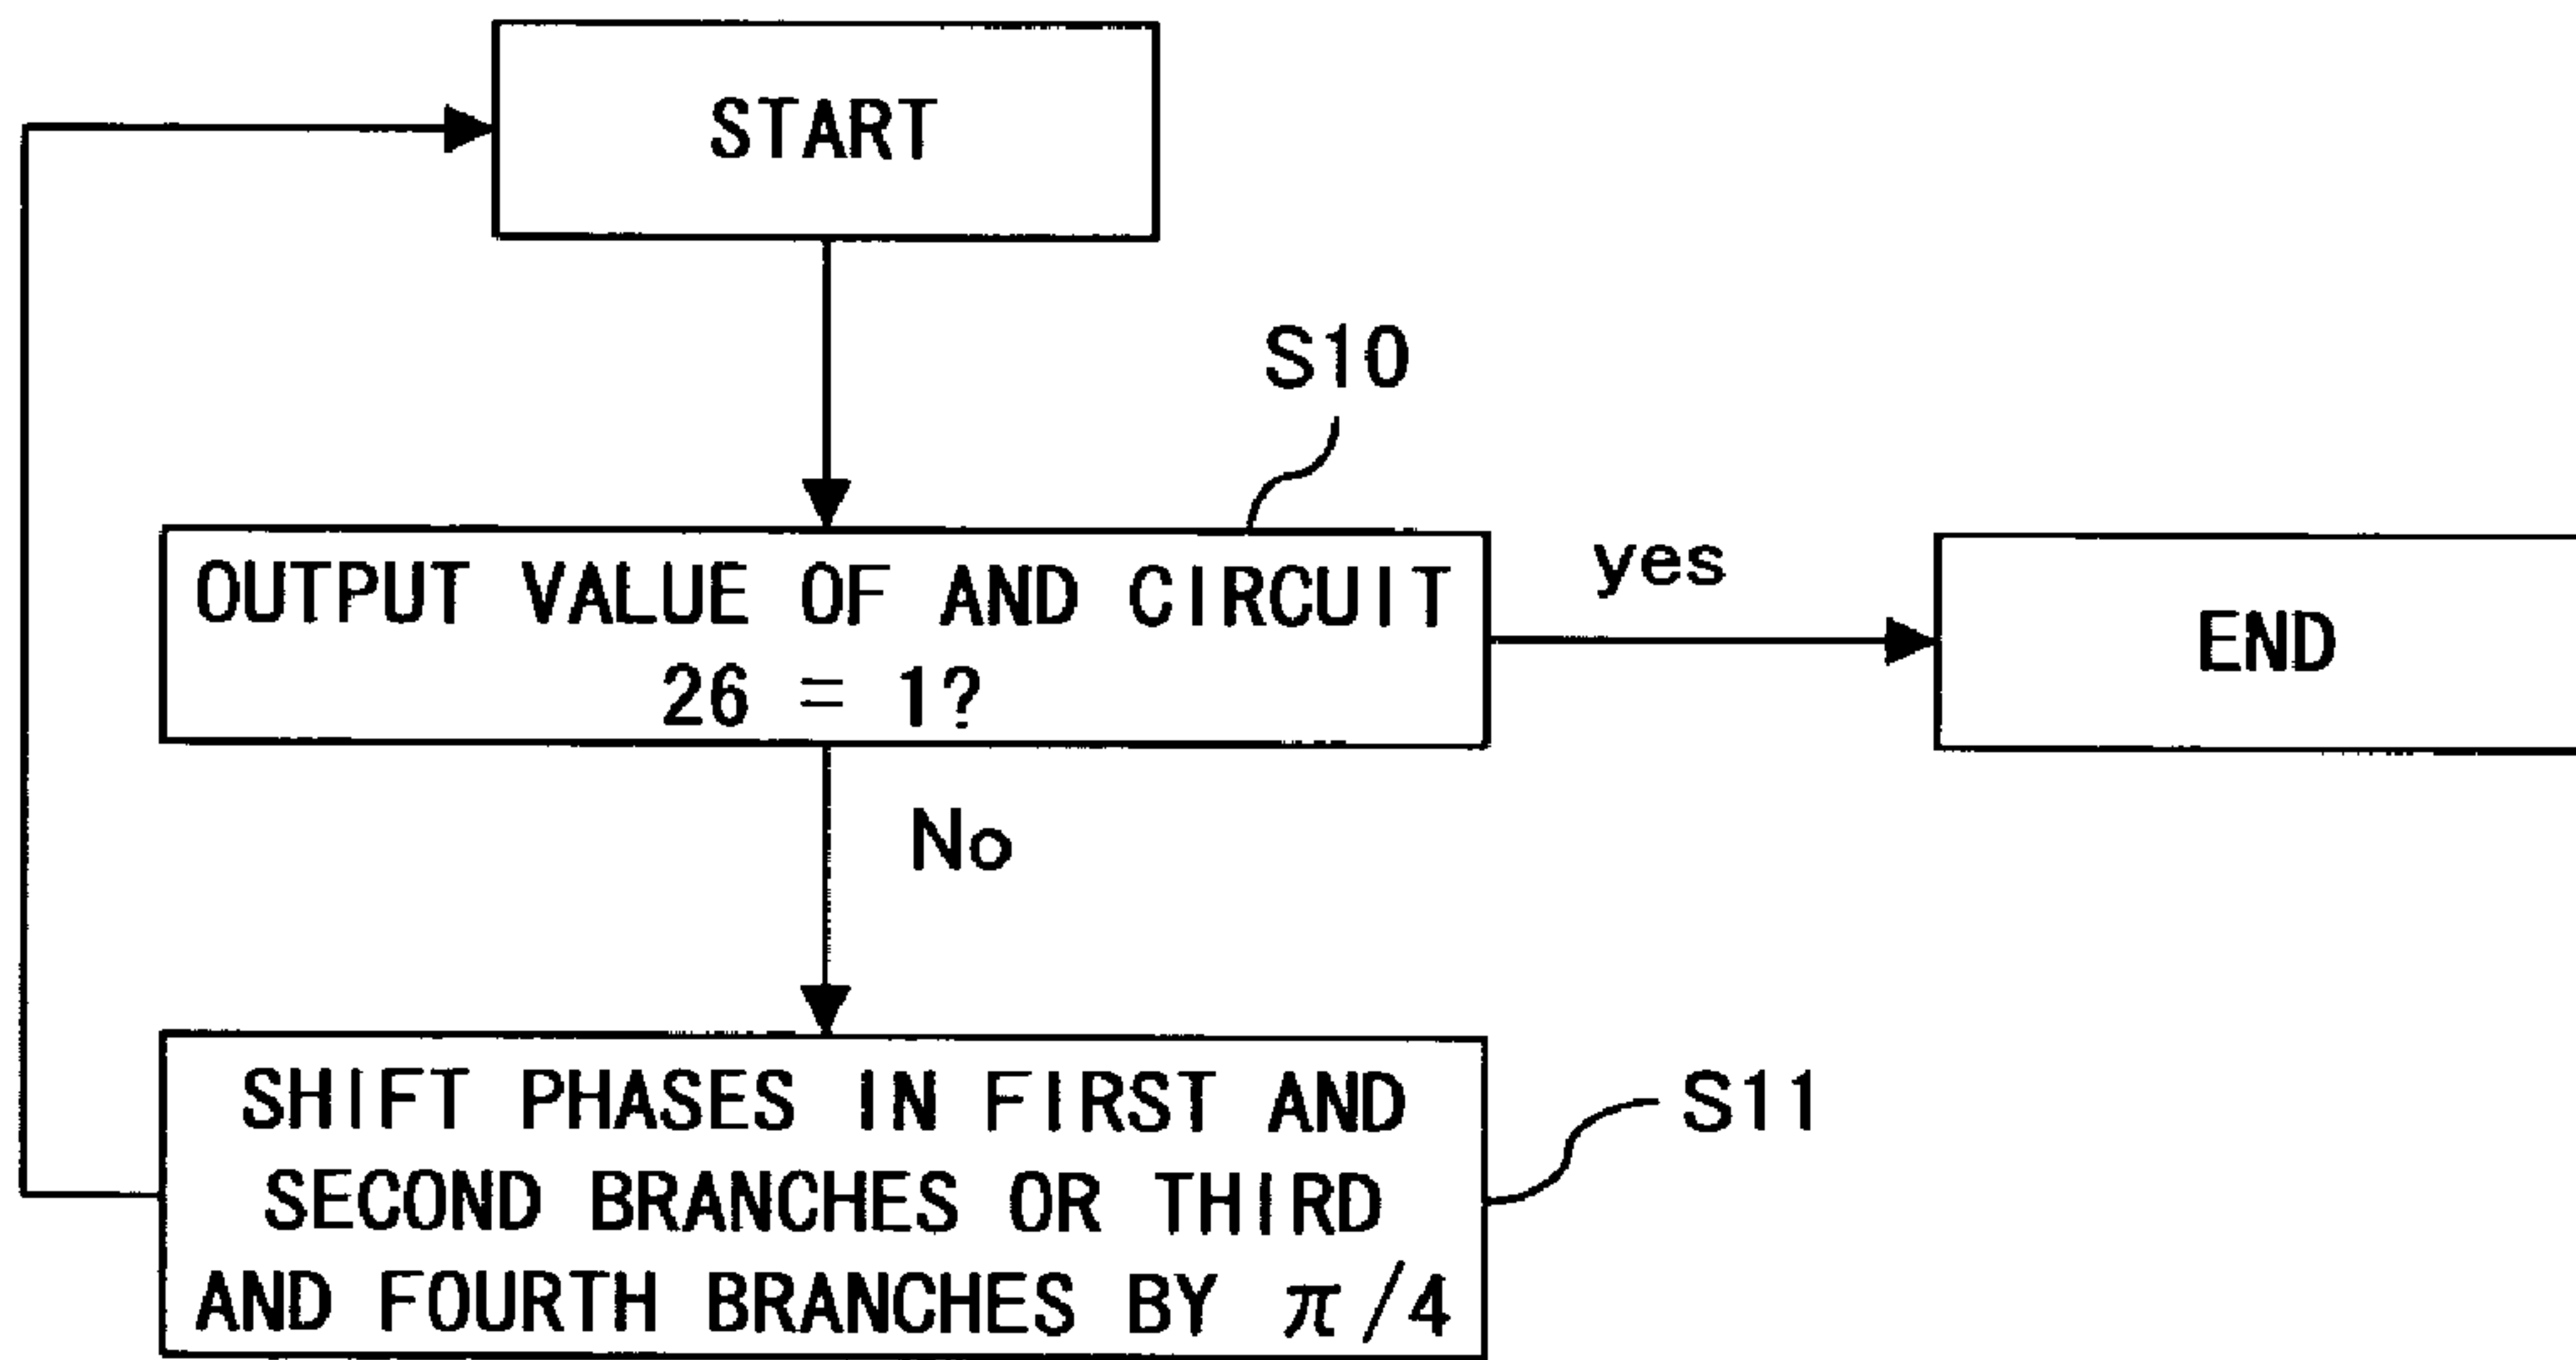 START
S10
OUTPUT VALUE OF AND CIRCUIT
26 = 1?
yes
END
No
SHIFT PHASES IN FIRST AND
SECOND BRANCHES OR THIRD
AND FOURTH BRANCHES BY π/4
S11